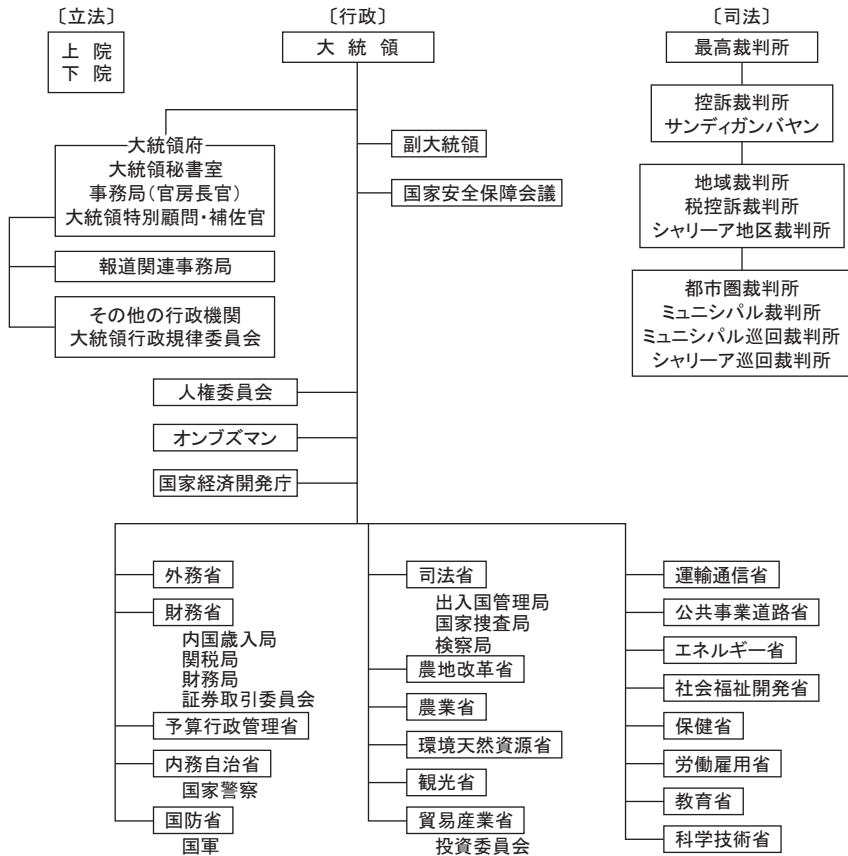 〔立法〕
上院
下院
〔行政〕
大統領
大統領府
大統領秘書室
事務局(官房長官)
大統領特別顧問・補佐官
報道関連事務局
その他の行政機関
大統領行政規律委員会
副大統領
国家安全保障会議
人権委員会
オンブズマン
国家経済開発庁
外務省
財務省
内国歳入局
関税局
財務局
証券取引委員会
予算行政管理省
内務自治省
国家警察
国防省
国軍
司法省
出入国管理局
国家捜査局
検察局
農地改革省
農業省
環境天然資源省
観光省
貿易産業省
投資委員会
運輸通信省
公共事業道路省
エネルギー省
社会福祉開発省
保健省
労働雇用省
教育省
科学技術省
〔司法〕
最高裁判所
控訴裁判所
サンディガンバヤン
地域裁判所
税控訴裁判所
シャリーア地区裁判所
都市圏裁判所
ミュニシパル裁判所
ミュニシパル巡回裁判所
シャリーア巡回裁判所